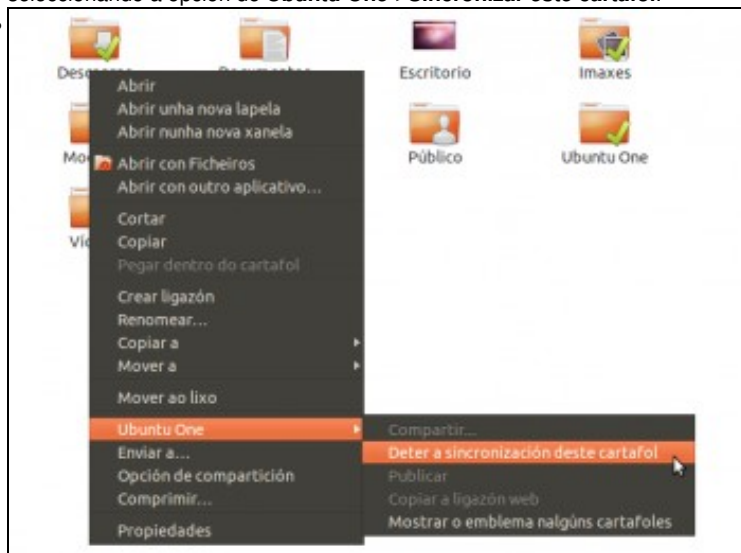 seleccionando a opción de Ubuntu One / Sincronizar este cartafol.
Escritorio
Imaxes
Público
Ubuntu One
Abrir
Abrir unha nova lapela
Abrir nunha nova xanela
Abrir con Ficheiros
Abrir con outro aplicativo...
Cortar
Copiar
Pegar dentro do cartafol
Crear ligazón
Renomear...
Copiar a
Mover a
Mover ao lixo
Ubuntu One
Enviar a...
Opción de compartición
Comprimir...
Propiedades
Compartir...
Deter a sincronización deste cartafol
Publicar
Copiar a ligazón web
Mostrar o emblema nalgúns cartafoles